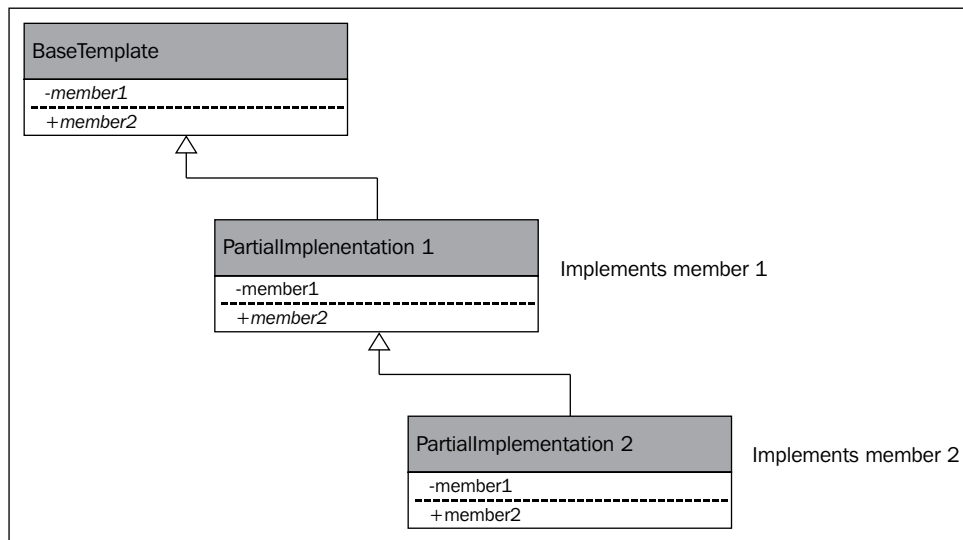 BaseTemplate
-member1
+member2
PartialImplenentation 1
Implements member 1
-member1
+member2
PartialImplementation 2
Implements member 2
-member1
+member2